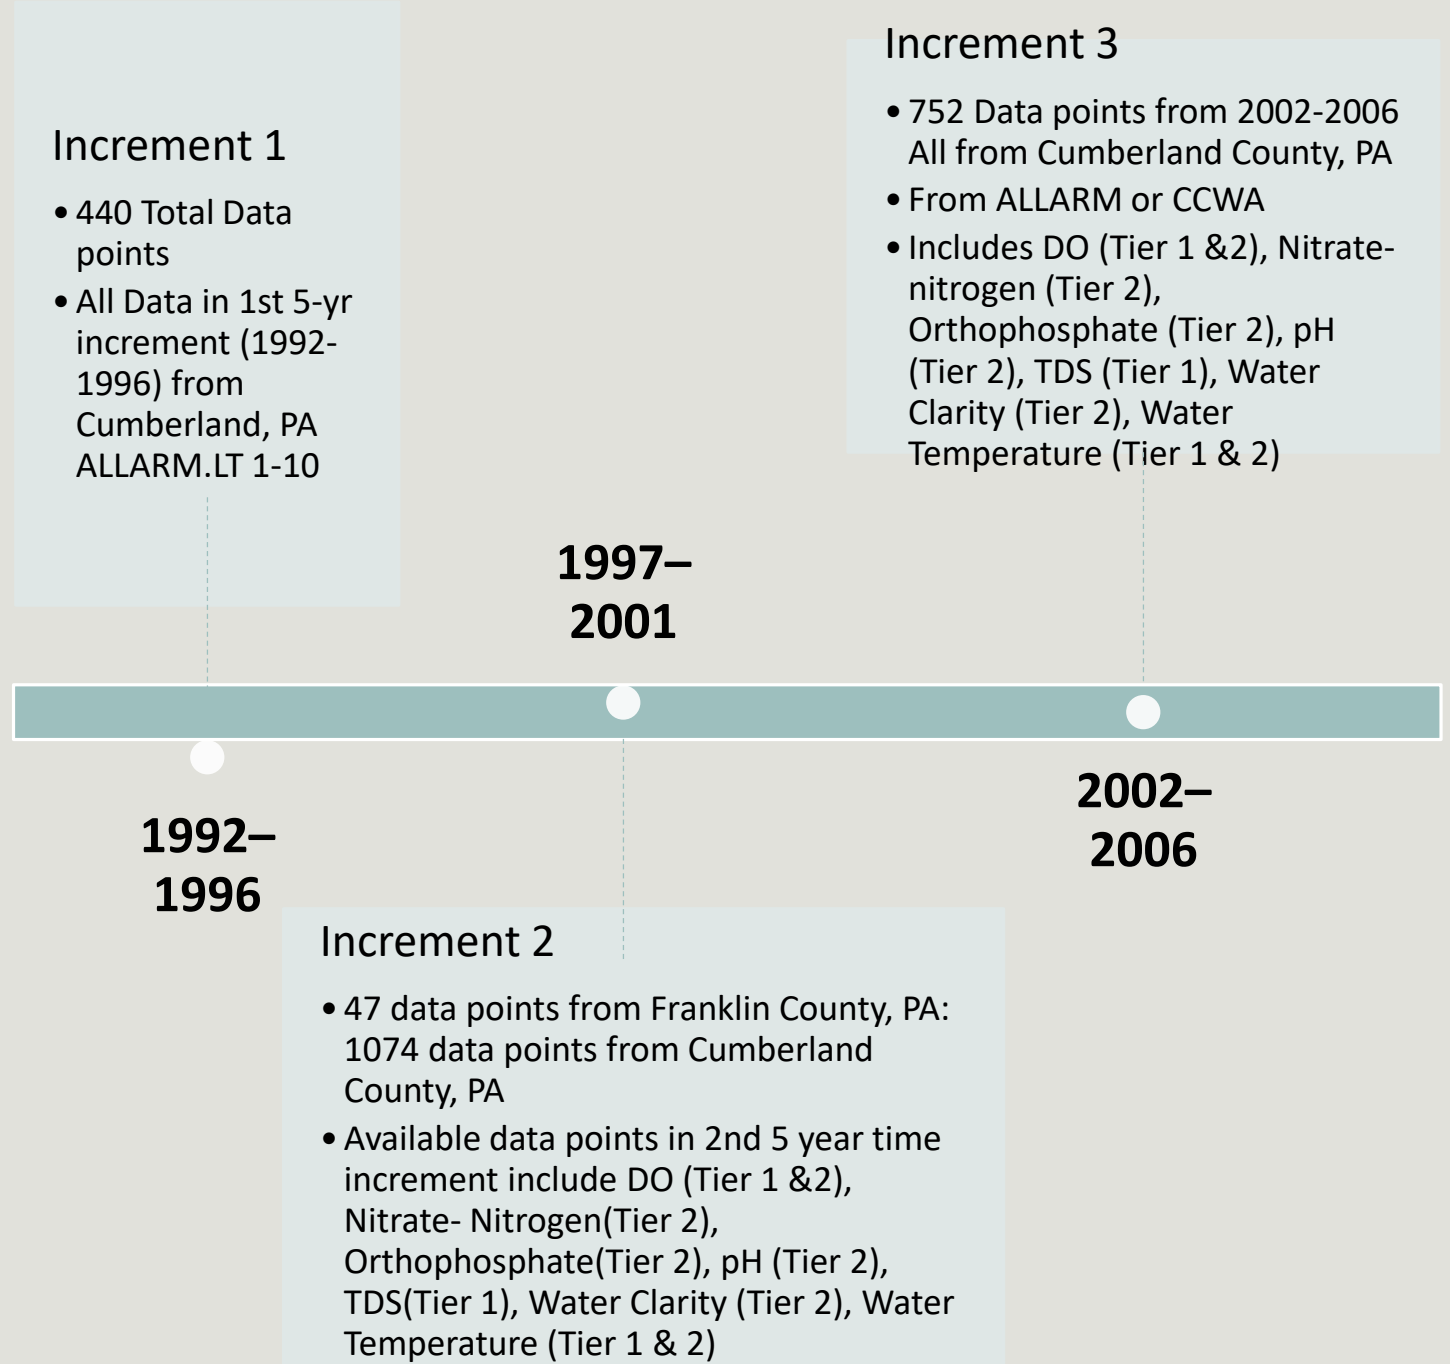 Increment 1
• 440 Total Data
points
• All Data in 1st 5-yr
increment (1992-
1996) from
Cumberland, PA
ALLARM.LT 1-10
1992–
1996
1997–
2001
Increment 2
• 47 data points from Franklin County, PA:
1074 data points from Cumberland
County, PA
• Available data points in 2nd 5 year time
increment include DO (Tier 1 &2),
Nitrate- Nitrogen(Tier 2),
Orthophosphate(Tier 2), pH (Tier 2),
TDS(Tier 1), Water Clarity (Tier 2), Water
Temperature (Tier 1 & 2)
Increment 3
• 752 Data points from 2002-2006
All from Cumberland County, PA
• From ALLARM or CCWA
• Includes DO (Tier 1 &2), Nitrate-
nitrogen (Tier 2),
Orthophosphate (Tier 2), pH
(Tier 2), TDS (Tier 1), Water
Clarity (Tier 2), Water
Temperature (Tier 1 & 2)
2002–
2006